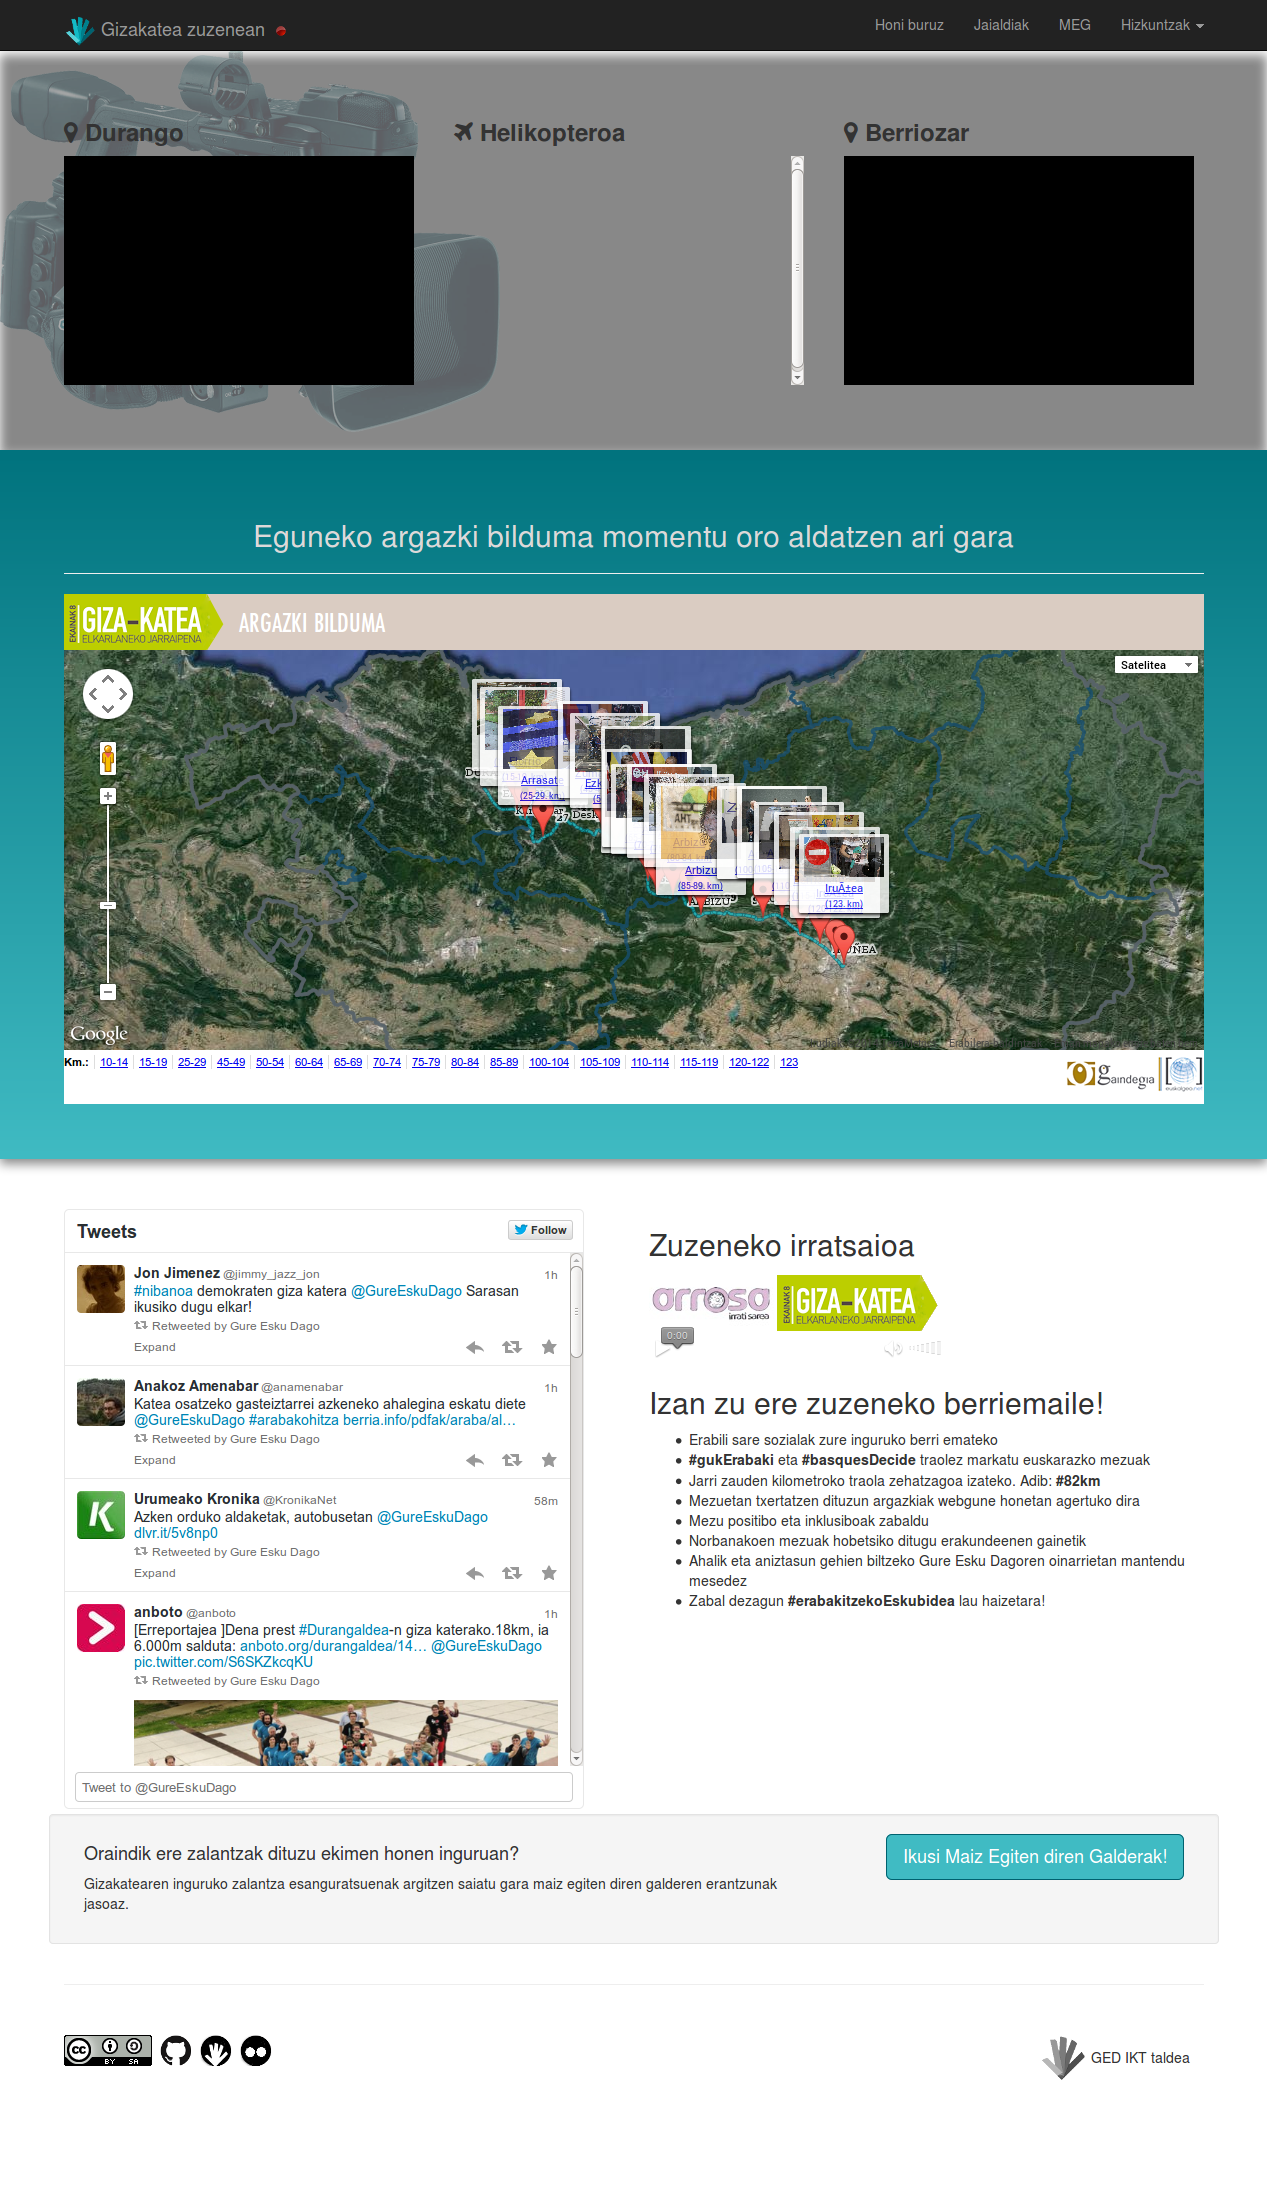 Gizakatea zuzenean
Honi buruz
Jaialdiak
MEG
Hizkuntzak
Durango
Helikopteroa
Berriozar
Eguneko argazki bilduma momentu oro aldatzen ari gara
EKAINAK 8
GIZA-KATEA
ELKARLANEKO JARRAIPENA
ARGAZKI BILDUMA
Satelitea
Arrasate
(25-29. km)
Arbizu
(85-89. km)
IruÃ±ea
(123. km)
ARBIZU
Google
Km.: 10-14 15-19 25-29 45-49 50-54 60-64 65-69 70-74 75-79 80-84 85-89 100-104 105-109 110-114 115-119 120-122 123
gaindegia
euskalgeo.net
Tweets
Follow
Jon Jimenez @jimmy_jazz_jon 1h
#nibanoa demokraten giza katera @GureEskuDago Sarasan
ikusiko dugu elkar!
Retweeted by Gure Esku Dago
Expand
Anakoz Amenabar @anamenabar 1h
Katea osatzeko gasteiztarrei azkeneko ahalegina eskatu diete
@GureEskuDago #arabakohitza berria.info/pdfak/araba/al…
Retweeted by Gure Esku Dago
Expand
Urumeako Kronika @KronikaNet 58m
Azken orduko aldaketak, autobusetan @GureEskuDago
dlvr.it/5v8np0
Retweeted by Gure Esku Dago
Expand
anboto @anboto 1h
[Erreportajea ]Dena prest #Durangaldea-n giza katerako.18km, ia
6.000m salduta: anboto.org/durangaldea/14… @GureEskuDago
pic.twitter.com/S6SKZkcqKU
Retweeted by Gure Esku Dago
Tweet to @GureEskuDago
Zuzeneko irratsaioa
arrosa
irrati sarea
EKAINAK 8
GIZA-KATEA
ELKARLANEKO JARRAIPENA
0:00
Izan zu ere zuzeneko berriemaile!
Erabili sare sozialak zure inguruko berri emateko
#gukErabaki eta #basquesDecide traolez markatu euskarazko mezuak
Jarri zauden kilometroko traola zehatzagoa izateko. Adib: #82km
Mezuetan txertatzen dituzun argazkiak webgune honetan agertuko dira
Mezu positibo eta inklusiboak zabaldu
Norbanakoen mezuak hobetsiko ditugu erakundeenen gainetik
Ahalik eta aniztasun gehien biltzeko Gure Esku Dagoren oinarrietan mantendu
mesedez
Zabal dezagun #erabakitzekoEskubidea lau haizetara!
Oraindik ere zalantzak dituzu ekimen honen inguruan?
Gizakatearen inguruko zalantza esanguratsuenak argitzen saiatu gara maiz egiten diren galderen erantzunak
jasoaz.
Ikusi Maiz Egiten diren Galderak!
cc BY SA
GED IKT taldea